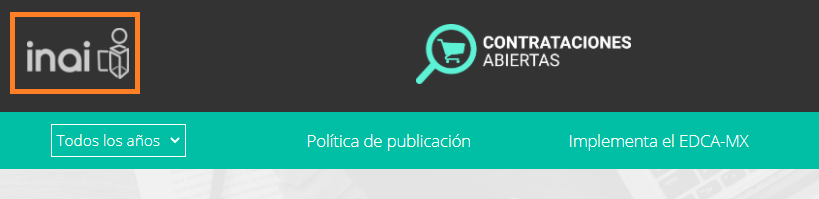 inai
CONTRATACIONES
ABIERTAS
Todos los años
Política de publicación
Implementa el EDCA-MX